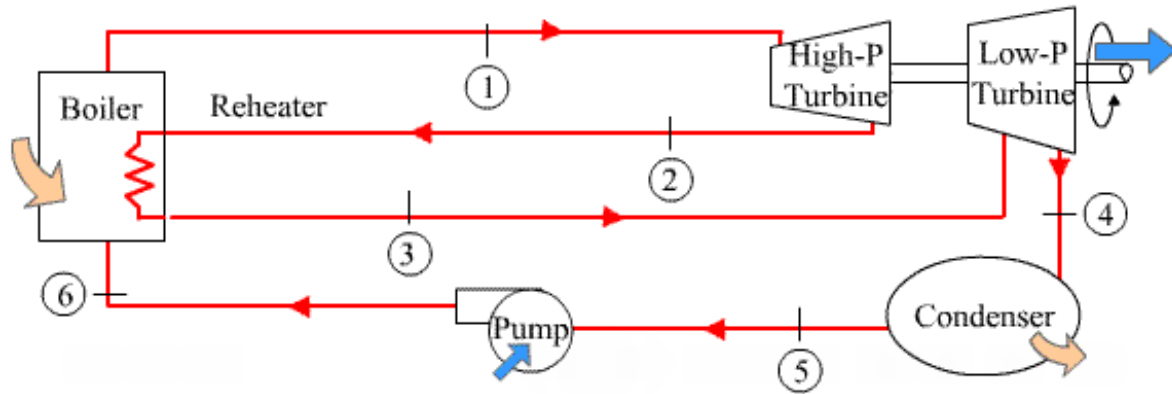 High-P
Turbine
Low-P
Turbine
1
Boiler
Reheater
2
3
4
6
Pump
Condenser
5